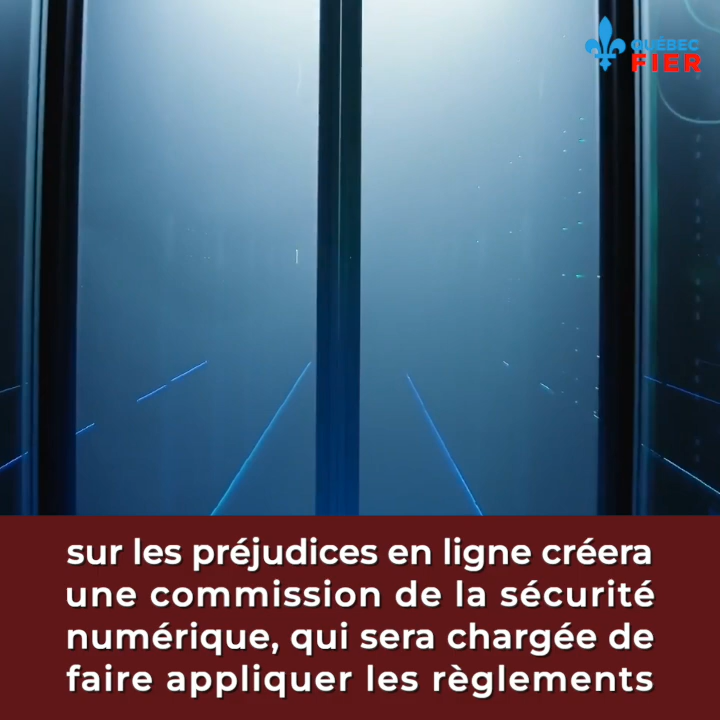 QUÉBEC
FIER
sur les préjudices en ligne créera
une commission de la sécurité
numérique, qui sera chargée de
faire appliquer les règlements